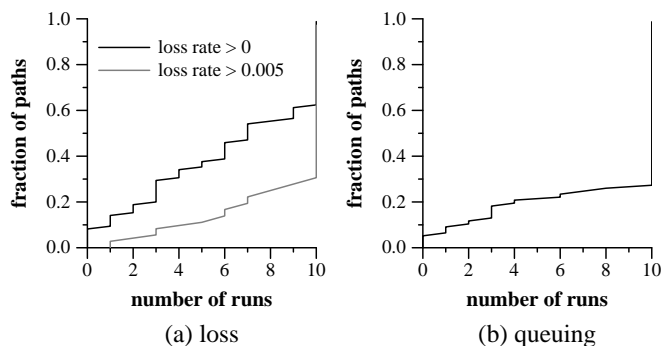 1.0
0.8
0.6
0.4
0.2
0.0
fraction of paths
loss rate > 0
loss rate > 0.005
0 2 4 6 8 10
number of runs
(a) loss
1.0
0.8
0.6
0.4
0.2
0.0
fraction of paths
0 2 4 6 8 10
number of runs
(b) queuing